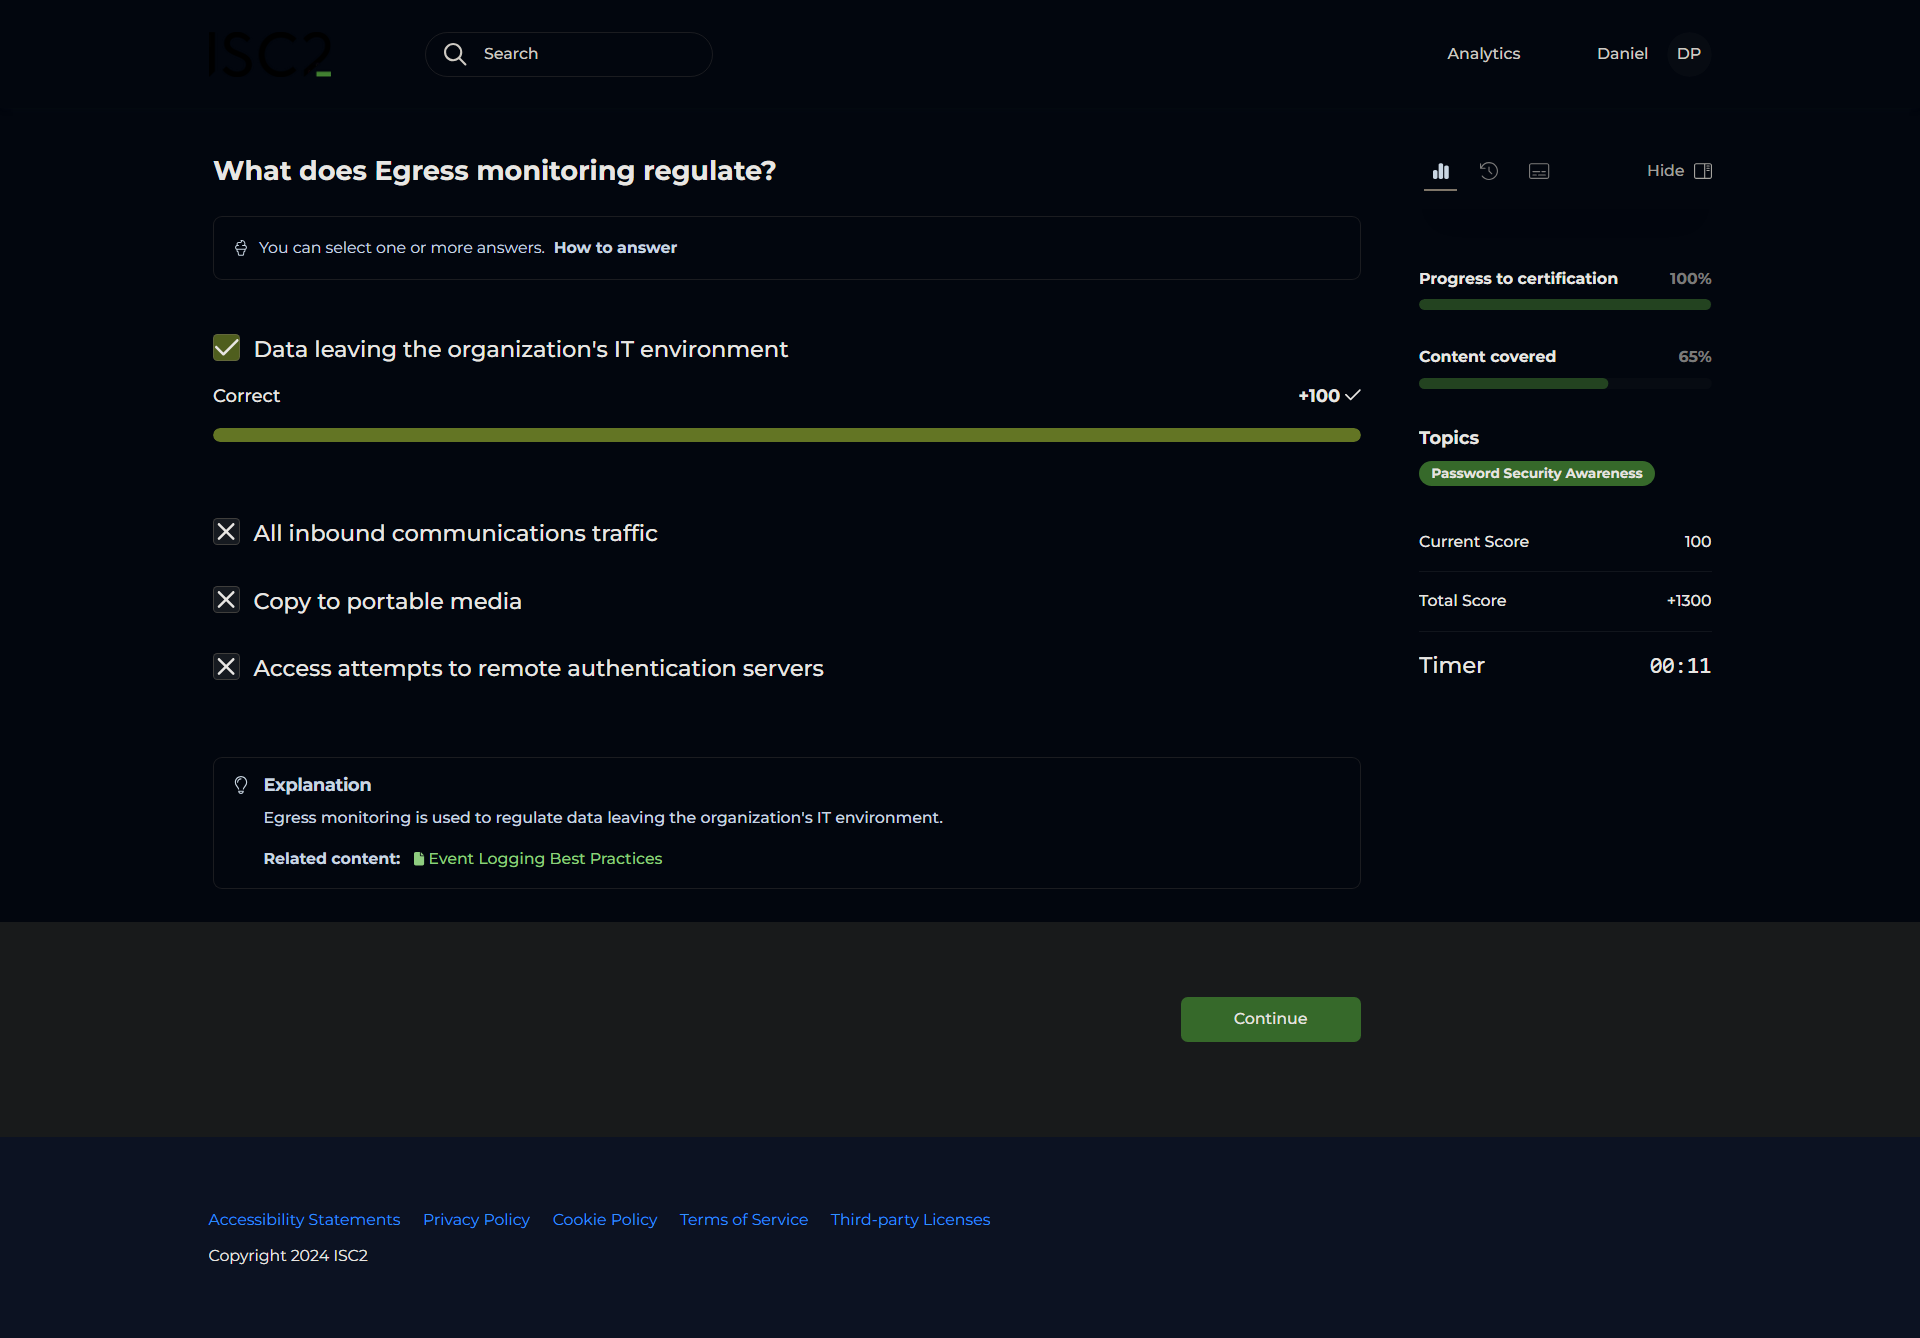 ISC2
Search
Analytics
Daniel
DP
What does Egress monitoring regulate?
You can select one or more answers. How to answer
Data leaving the organization's IT environment
Correct
+100
All inbound communications traffic
Copy to portable media
Access attempts to remote authentication servers
Explanation
Egress monitoring is used to regulate data leaving the organization's IT environment.
Related content: Event Logging Best Practices
Hide
Progress to certification 100%
Content covered 65%
Topics
Password Security Awareness
Current Score 100
Total Score +1300
Timer 00:11
Continue
Accessibility Statements Privacy Policy Cookie Policy Terms of Service Third-party Licenses
Copyright 2024 ISC2